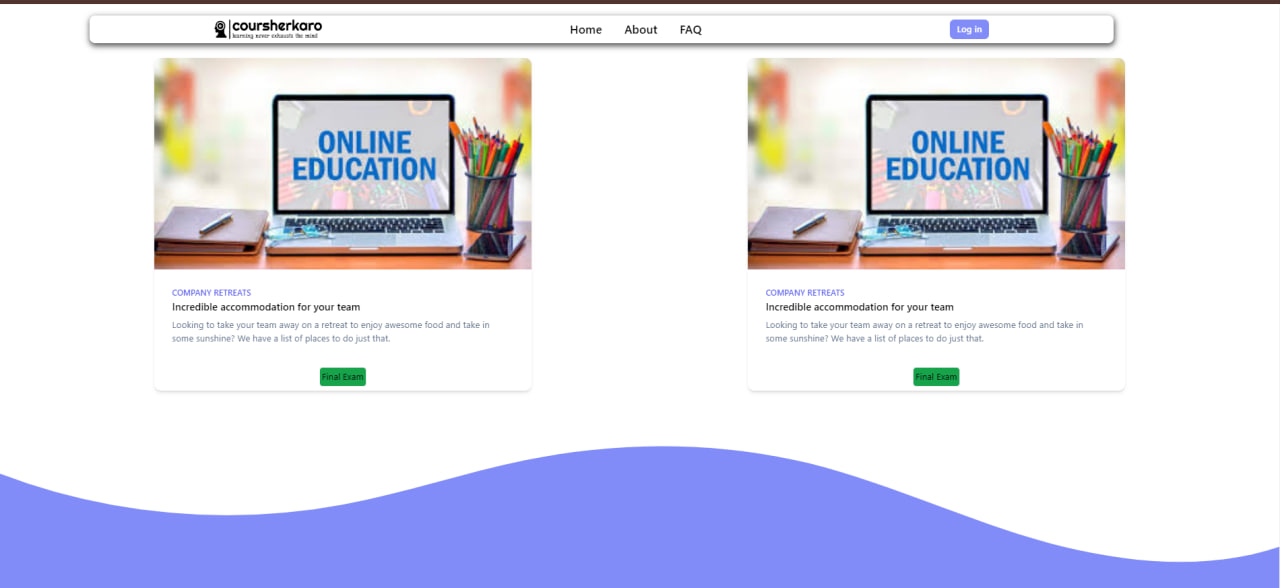 coursherkaro
learning never exhausts the mind
Home About FAQ
Log in
ONLINE
EDUCATION
COMPANY RETREATS
Incredible accommodation for your team
Looking to take your team away on a retreat to enjoy awesome food and take in
some sunshine? We have a list of places to do just that.
Final Exam
ONLINE
EDUCATION
COMPANY RETREATS
Incredible accommodation for your team
Looking to take your team away on a retreat to enjoy awesome food and take in
some sunshine? We have a list of places to do just that.
Final Exam